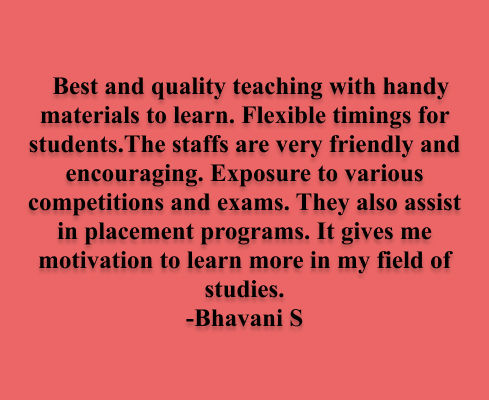 Best and quality teaching with handy
materials to learn. Flexible timings for
students.The staffs are very friendly and
encouraging. Exposure to various
competitions and exams. They also assist
in placement programs. It gives me
motivation to learn more in my field of
studies.
-Bhavani S